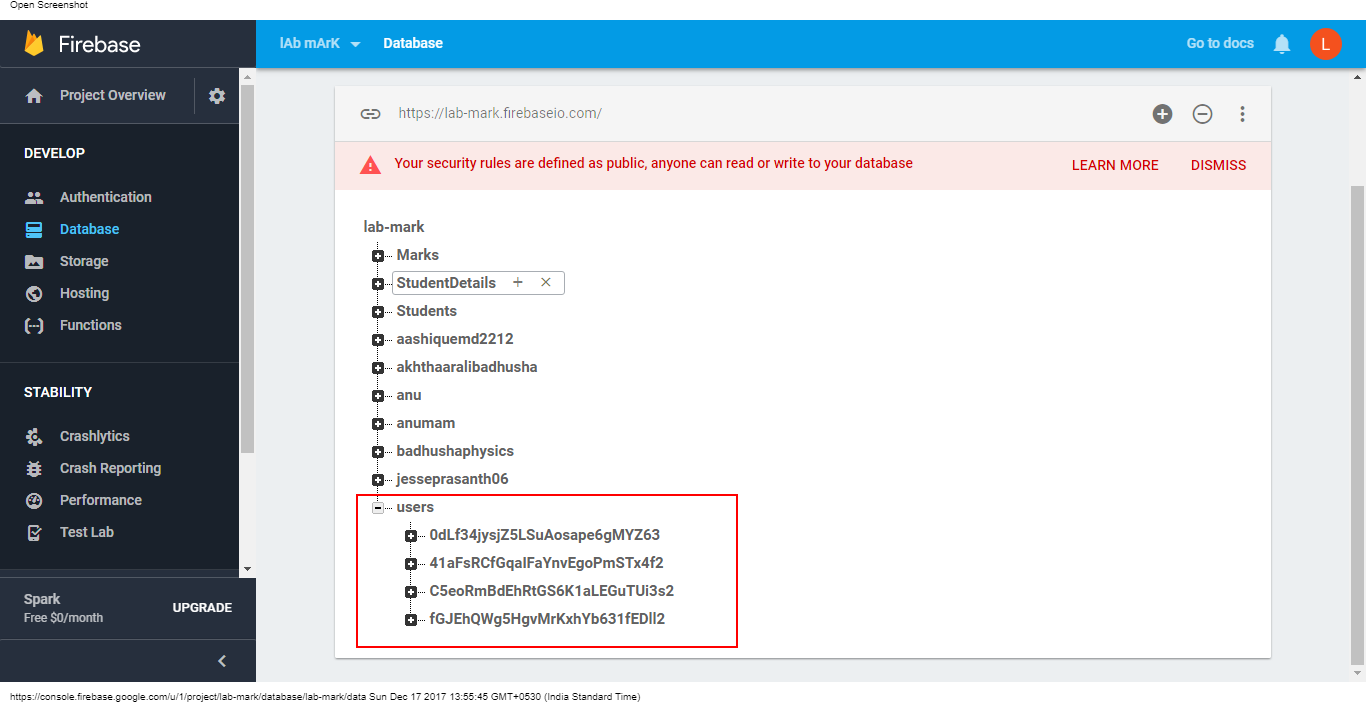 Open Screenshot
Firebase
lAb mArK Database Go to docs L
Project Overview
https://lab-mark.firebaseio.com/
Your security rules are defined as public, anyone can read or write to your database LEARN MORE DISMISS
DEVELOP
Authentication
Database
Storage
Hosting
Functions
STABILITY
Crashlytics
Crash Reporting
Performance
Test Lab
Spark
Free $0/month
UPGRADE
lab-mark
Marks
StudentDetails
Students
aashiquemd2212
akhthaaralibadhusha
anu
anumam
badhushaphysics
jesseprasanth06
users
0dLf34jysjZ5LSuAosape6gMYZ63
41aFsRCfGqaIFaYnvEgoPmSTx4f2
C5eoRmBdEhRtGS6K1aLEGuTUi3s2
fGJEhQWg5HgvMrKxhYb631fEDll2
https://console.firebase.google.com/u/1/project/lab-mark/database/lab-mark/data Sun Dec 17 2017 13:55:45 GMT+0530 (India Standard Time)